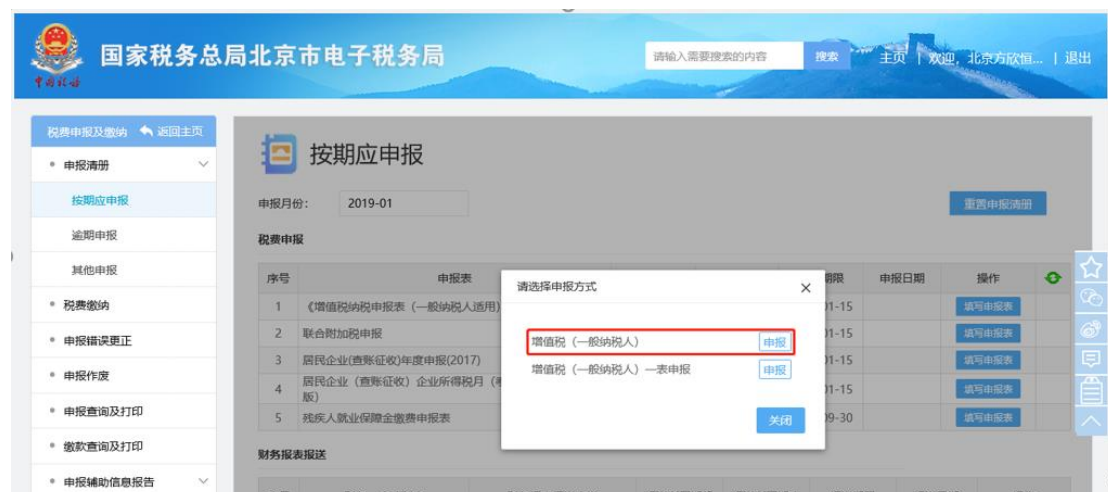 国家税务总局北京市电子税务局
请输入需要搜索的内容 搜索 主页 | 欢迎, 北京方欣恒... | 退出
中国税务
税费申报及缴纳 返回主页
申报清册
按期应申报
逾期申报
其他申报
税费缴纳
申报错误更正
申报作废
申报查询及打印
缴款查询及打印
申报辅助信息报告
按期应申报
申报月份: 2019-01 重置申报清册
税费申报
序号 申报表 期限 申报日期 操作
1 《增值税纳税申报表（一般纳税人适用） 01-15 填写申报表
2 联合附加税申报 01-15 填写申报表
3 居民企业(查账征收)年度申报(2017) 01-15 填写申报表
4 居民企业（查账征收）企业所得税月（
版） 01-15 填写申报表
5 残疾人就业保障金缴费申报表 09-30 填写申报表
请选择申报方式 ×
增值税（一般纳税人） 申报
增值税（一般纳税人）一表申报 申报
关闭
财务报表报送